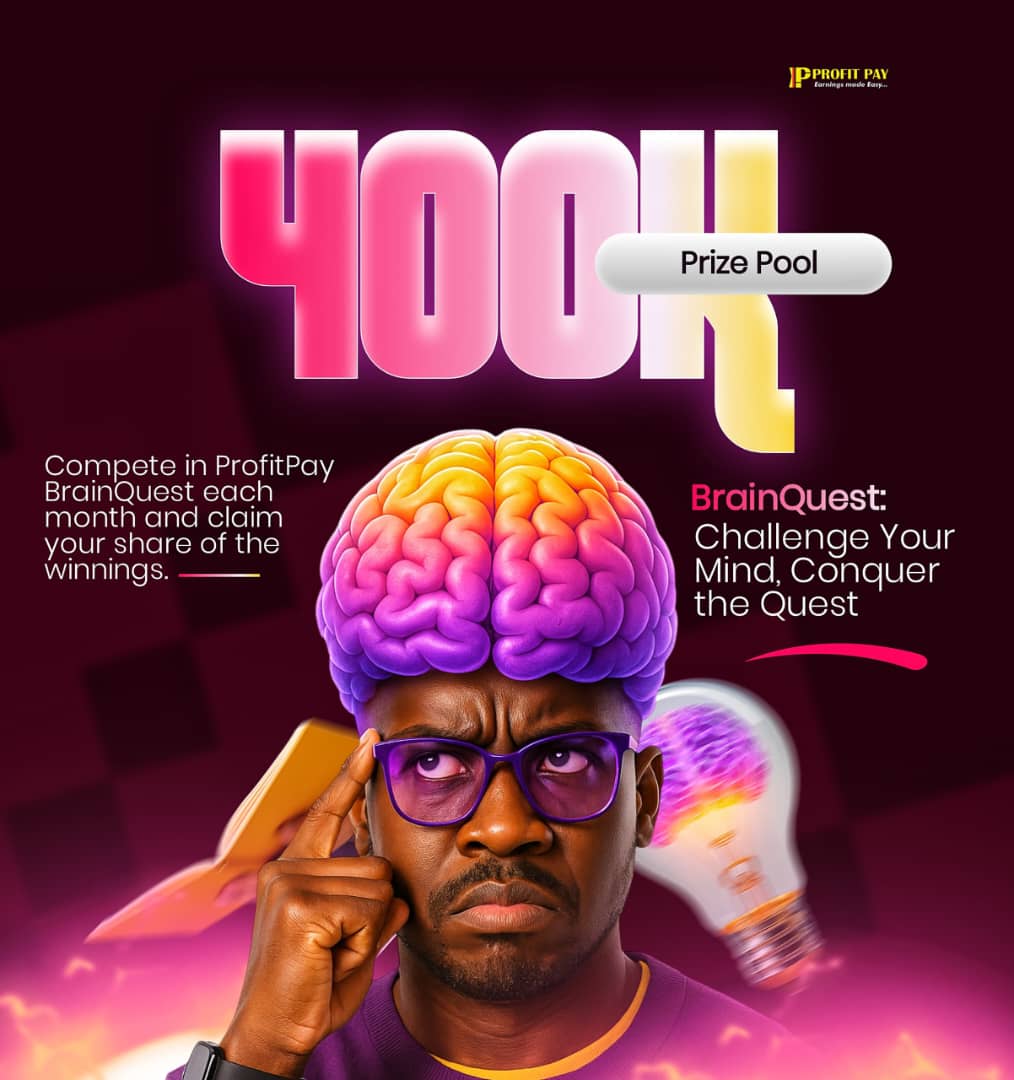 PROFIT PAY
Earnings made Easy...
400K
Prize Pool
Compete in ProfitPay
BrainQuest each
month and claim
your share of the
winnings.
BrainQuest:
Challenge Your
Mind, Conquer
the Quest